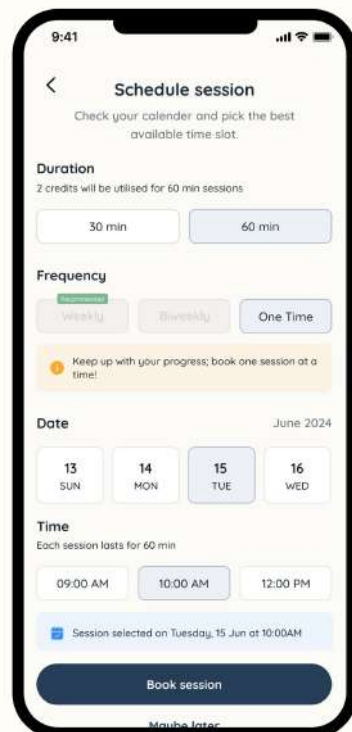 9:41
Schedule session
Check your calender and pick the best
available time slot.
Duration
2 credits will be utilised for 60 min sessions
30 min
60 min
Frequency
Recommended
Weekly
Biweekly
One Time
Keep up with your progress; book one session at a
time!
Date
June 2024
13
SUN
14
MON
15
TUE
16
WED
Time
Each session lasts for 60 min
09:00 AM
10:00 AM
12:00 PM
Session selected on Tuesday, 15 Jun at 10:00AM
Book session
Maybe later